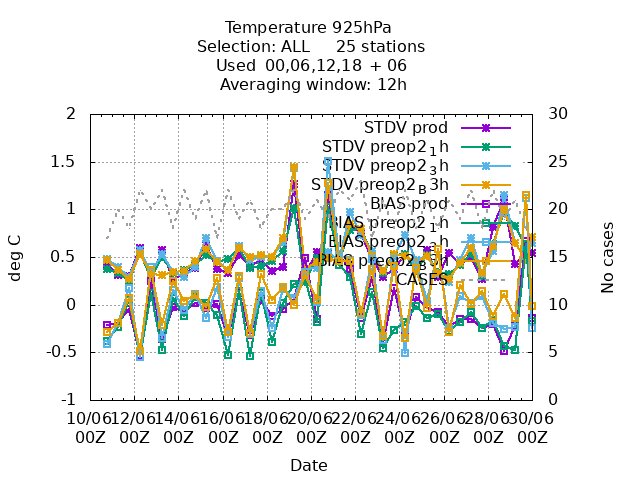 Temperature 925hPa
Selection: ALL 25 stations
Used 00,06,12,18 + 06
Averaging window: 12h
deg C
2
1.5
1
0.5
0
-0.5
-1
30
25
20
15
10
5
0
No cases
STDV prod
STDV preop2_1h
STDV preop2_3h
STDV preop2_B3h
BIAS prod
BIAS preop2_1h
BIAS preop2_3h
BIAS preop2_B3h
CASES
10/06 12/06 14/06 16/06 18/06 20/06 22/06 24/06 26/06 28/06 30/06
00Z 00Z 00Z 00Z 00Z 00Z 00Z 00Z 00Z 00Z 00Z
Date